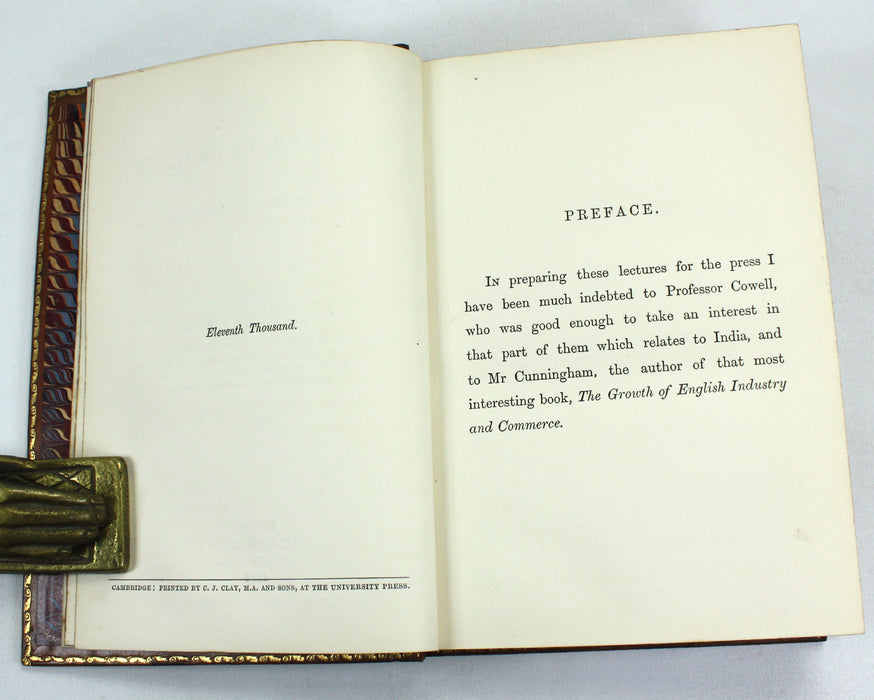 Eleventh Thousand.
CAMBRIDGE: PRINTED BY C. J. CLAY, M.A. AND SONS, AT THE UNIVERSITY PRESS.
PREFACE.
IN preparing these lectures for the press I
have been much indebted to Professor Cowell,
who was good enough to take an interest in
that part of them which relates to India, and
to Mr Cunningham, the author of that most
interesting book, The Growth of English Industry
and Commerce.